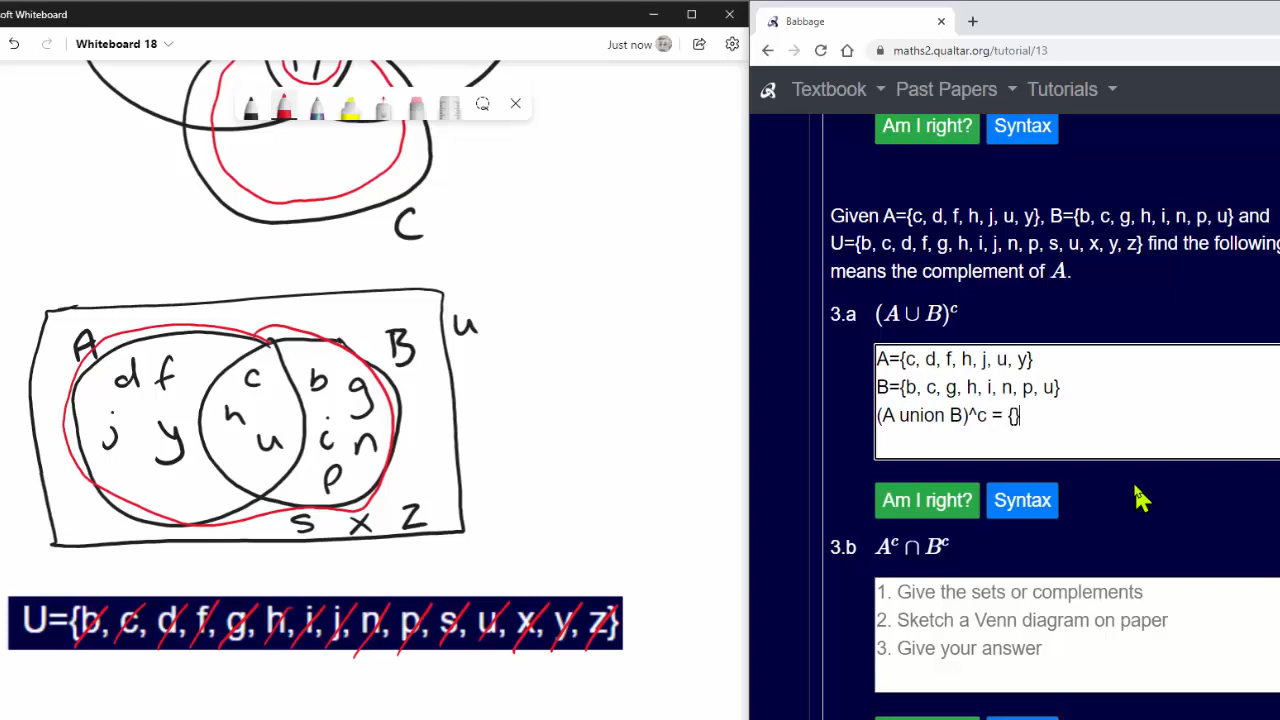 soft Whiteboard
Whiteboard 18
Just now
C
A
B
u
d f
c
b
g
j
y
h
u
i
n
p
s x z
U={b, c, d, f, g, h, i, j, n, p, s, u, x, y, z}
Babbage
maths2.qualtar.org/tutorial/13
Textbook Past Papers Tutorials
Am I right? Syntax
Given A={c, d, f, h, j, u, y}, B={b, c, g, h, i, n, p, u} and
U={b, c, d, f, g, h, i, j, n, p, s, u, x, y, z} find the following
means the complement of A.
3.a (A ∪ B)ᶜ
A={c, d, f, h, j, u, y}
B={b, c, g, h, i, n, p, u}
(A union B)^c = {}
Am I right? Syntax
3.b Aᶜ ∩ Bᶜ
1. Give the sets or complements
2. Sketch a Venn diagram on paper
3. Give your answer